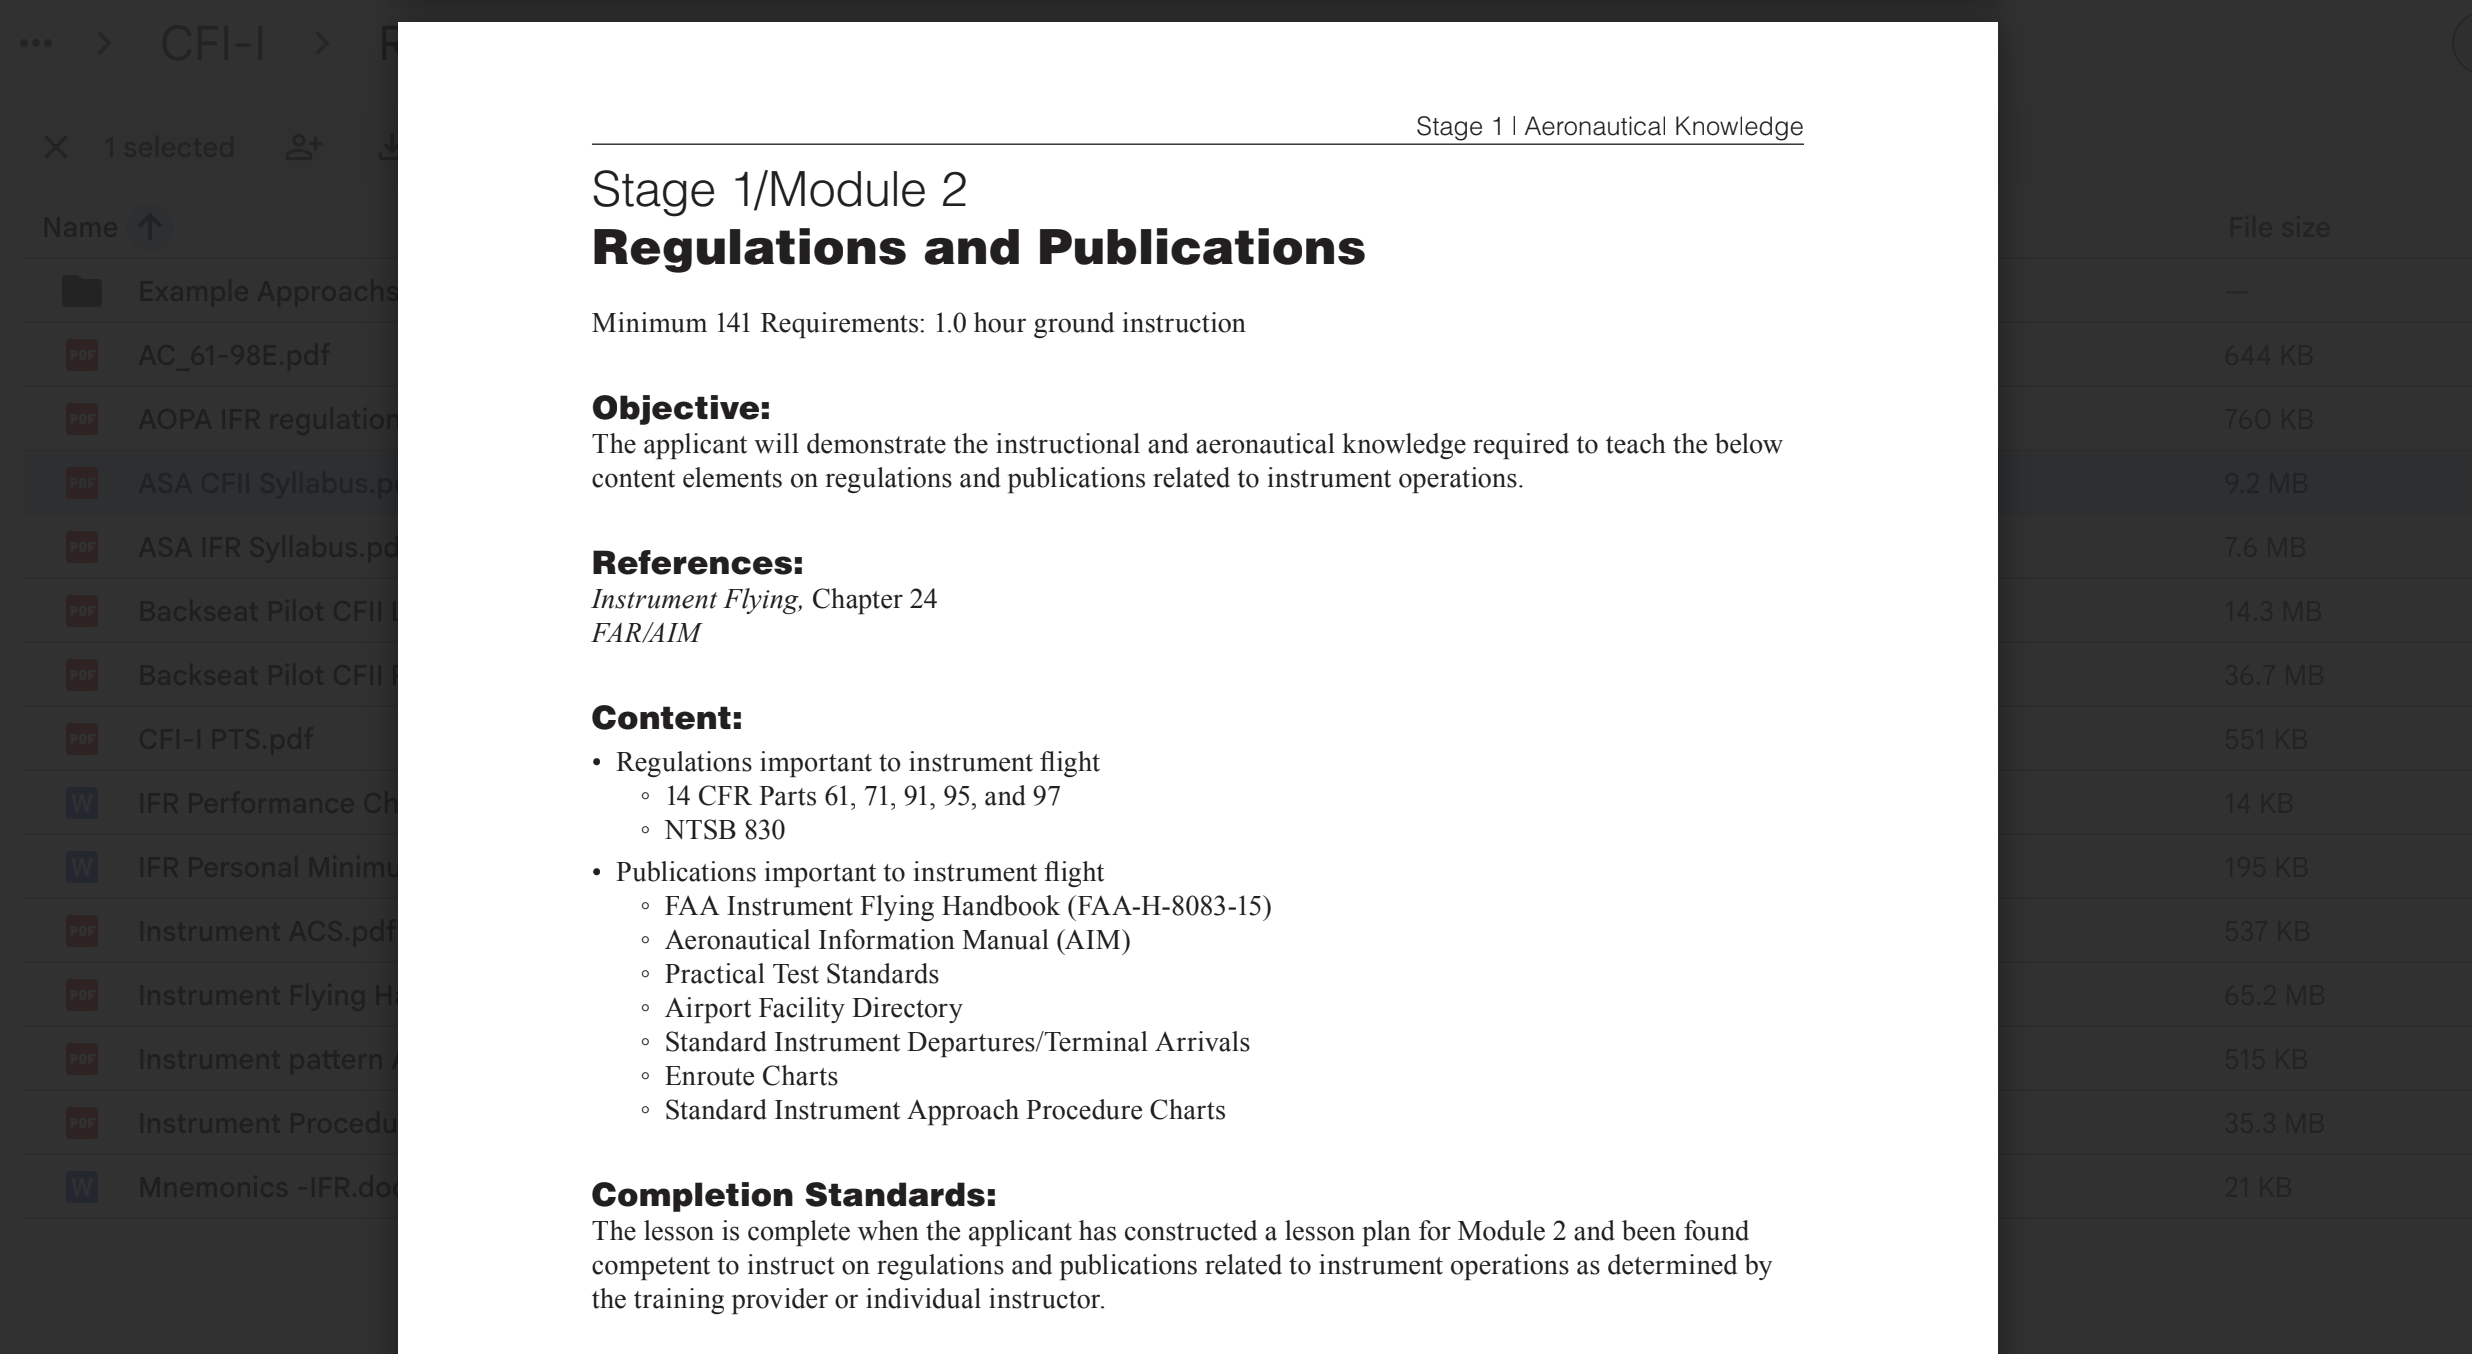 ••• > CFI-I >
Stage 1 | Aeronautical Knowledge
1 selected
Stage 1/Module 2
Name
File size
Regulations and Publications
Example Approachs
—
Minimum 141 Requirements: 1.0 hour ground instruction
PDF AC_61-98E.pdf
644 KB
Objective:
PDF AOPA IFR regulation
760 KB
The applicant will demonstrate the instructional and aeronautical knowledge required to teach the below
content elements on regulations and publications related to instrument operations.
PDF ASA CFII Syllabus.p
9.2 MB
PDF ASA IFR Syllabus.pd
7.6 MB
References:
Instrument Flying, Chapter 24
FAR/AIM
PDF Backseat Pilot CFII
14.3 MB
PDF Backseat Pilot CFII
36.7 MB
Content:
PDF CFI-I PTS.pdf
551 KB
• Regulations important to instrument flight
◦ 14 CFR Parts 61, 71, 91, 95, and 97
◦ NTSB 830
W IFR Performance Ch
14 KB
• Publications important to instrument flight
W IFR Personal Minimu
195 KB
◦ FAA Instrument Flying Handbook (FAA-H-8083-15)
◦ Aeronautical Information Manual (AIM)
PDF Instrument ACS.pdf
537 KB
◦ Practical Test Standards
◦ Airport Facility Directory
PDF Instrument Flying H
65.2 MB
◦ Standard Instrument Departures/Terminal Arrivals
◦ Enroute Charts
PDF Instrument pattern
515 KB
◦ Standard Instrument Approach Procedure Charts
PDF Instrument Procedu
35.3 MB
Completion Standards:
W Mnemonics -IFR.do
21 KB
The lesson is complete when the applicant has constructed a lesson plan for Module 2 and been found
competent to instruct on regulations and publications related to instrument operations as determined by
the training provider or individual instructor.